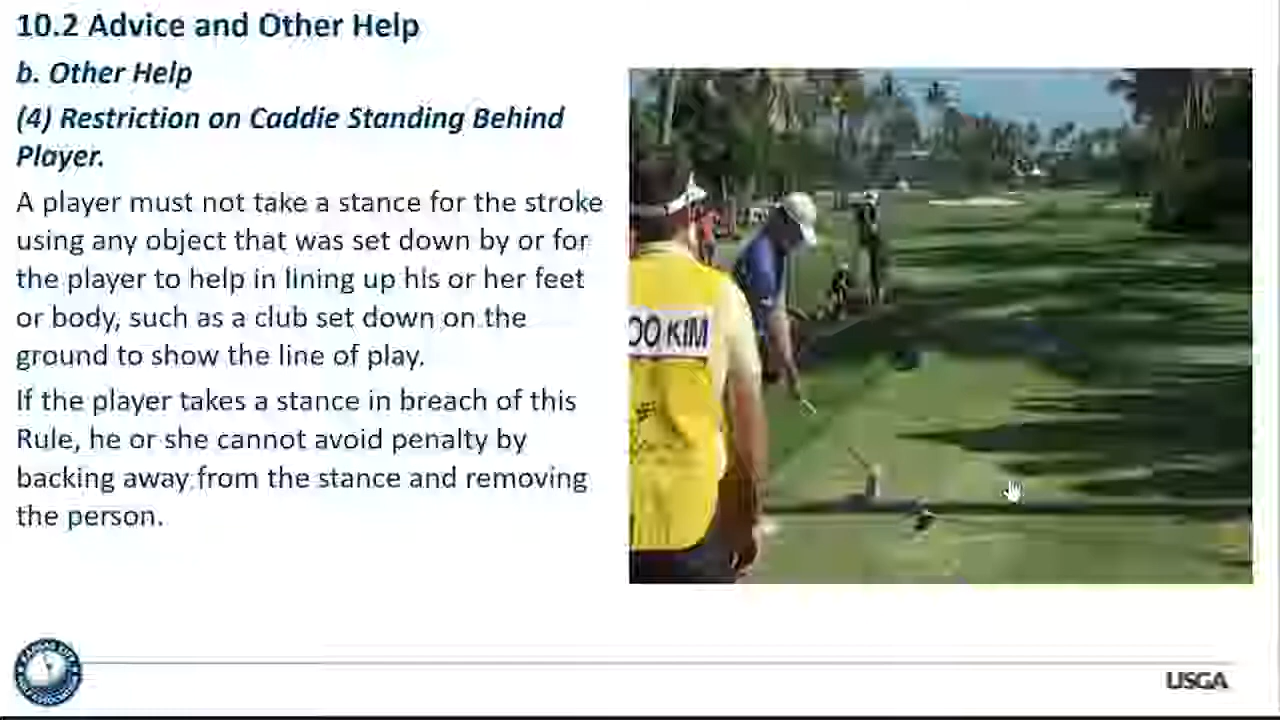 10.2 Advice and Other Help
b. Other Help
(4) Restriction on Caddie Standing Behind
Player.
A player must not take a stance for the stroke
using any object that was set down by or for
the player to help in lining up his or her feet
or body, such as a club set down on the
ground to show the line of play.
If the player takes a stance in breach of this
Rule, he or she cannot avoid penalty by
backing away from the stance and removing
the person.
OO KIM
KANSAS CITY
GOLF ASSOCIATION
USGA